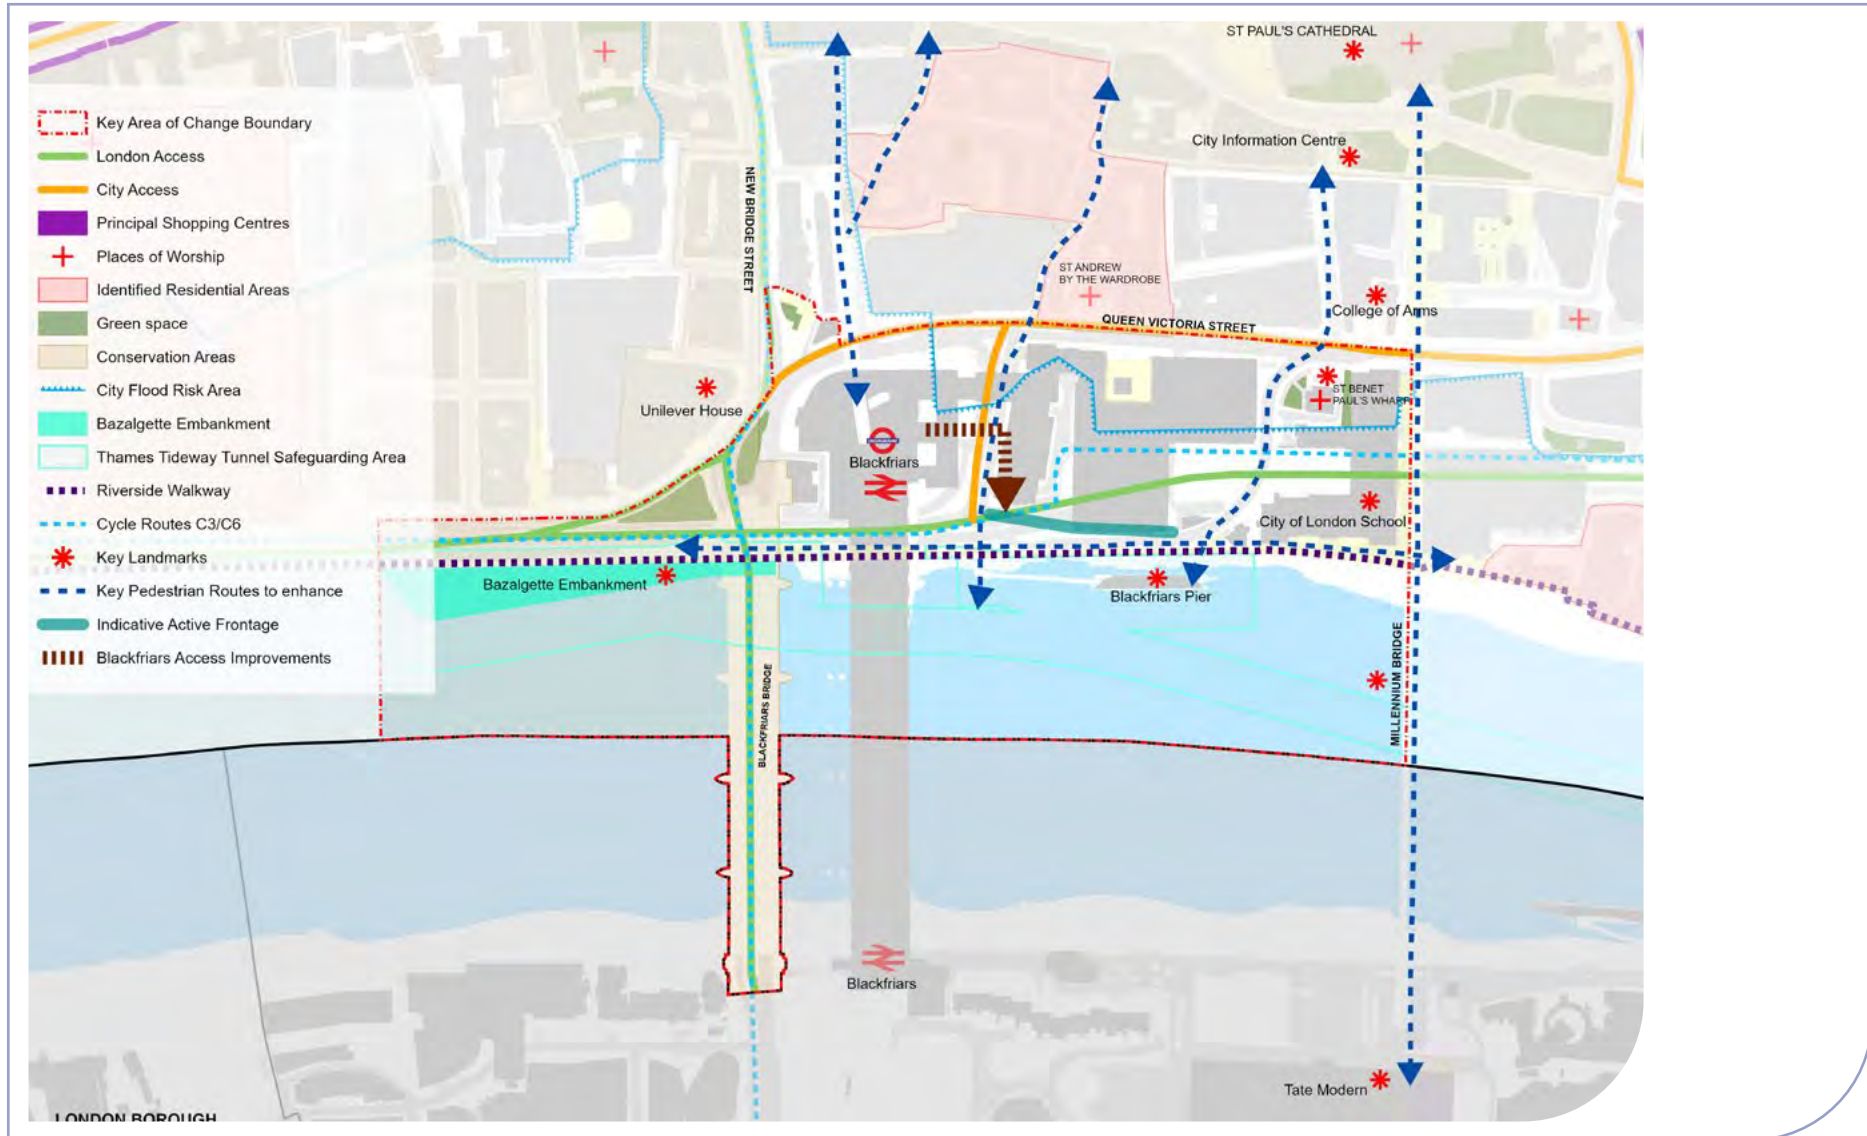 ST PAUL'S CATHEDRAL
Key Area of Change Boundary
London Access
City Access
Principal Shopping Centres
Places of Worship
Identified Residential Areas
Green space
Conservation Areas
City Flood Risk Area
Bazalgette Embankment
Thames Tideway Tunnel Safeguarding Area
Riverside Walkway
Cycle Routes C3/C6
Key Landmarks
Key Pedestrian Routes to enhance
Indicative Active Frontage
Blackfriars Access Improvements
City Information Centre
NEW BRIDGE STREET
ST ANDREW
BY THE WARDROBE
College of Arms
QUEEN VICTORIA STREET
ST BENET
PAUL'S WHARF
Unilever House
Blackfriars
City of London School
Bazalgette Embankment
Blackfriars Pier
BLACKFRIARS BRIDGE
MILLENNIUM BRIDGE
Blackfriars
Tate Modern
LONDON BOROUGH